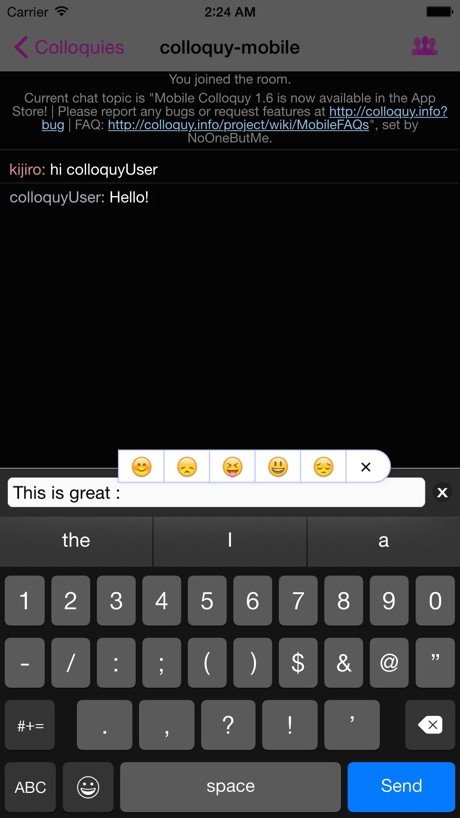 Carrier 2:24 AM
Colloquies colloquy-mobile
You joined the room.
Current chat topic is "Mobile Colloquy 1.6 is now available in the App
Store! | Please report any bugs or request features at http://colloquy.info?
bug | FAQ: http://colloquy.info/project/wiki/MobileFAQs", set by
NoOneButMe.
kijiro: hi colloquyUser
colloquyUser: Hello!
This is great :
the I a
1 2 3 4 5 6 7 8 9 0
- / : ; ( ) $ & @ ”
#+= . , ? ! ’
ABC space Send